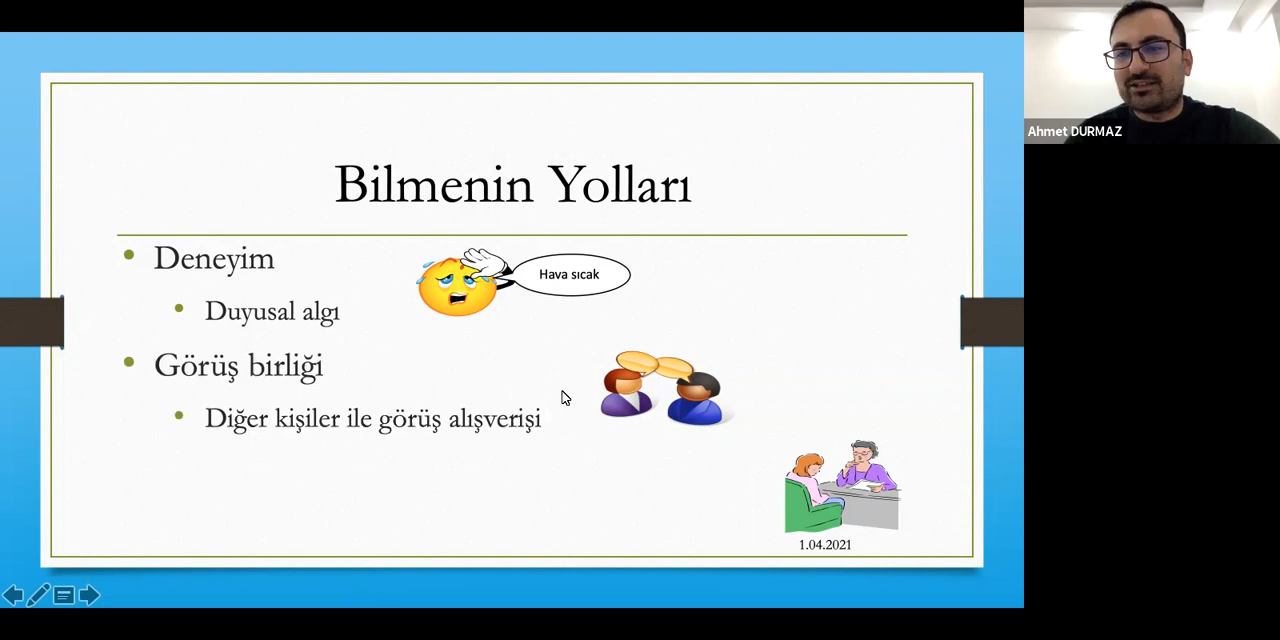 Ahmet DURMAZ
Bilmenin Yolları
Deneyim
Hava sıcak
Duyusal algı
Görüş birliği
Diğer kişiler ile görüş alışverişi
1.04.2021